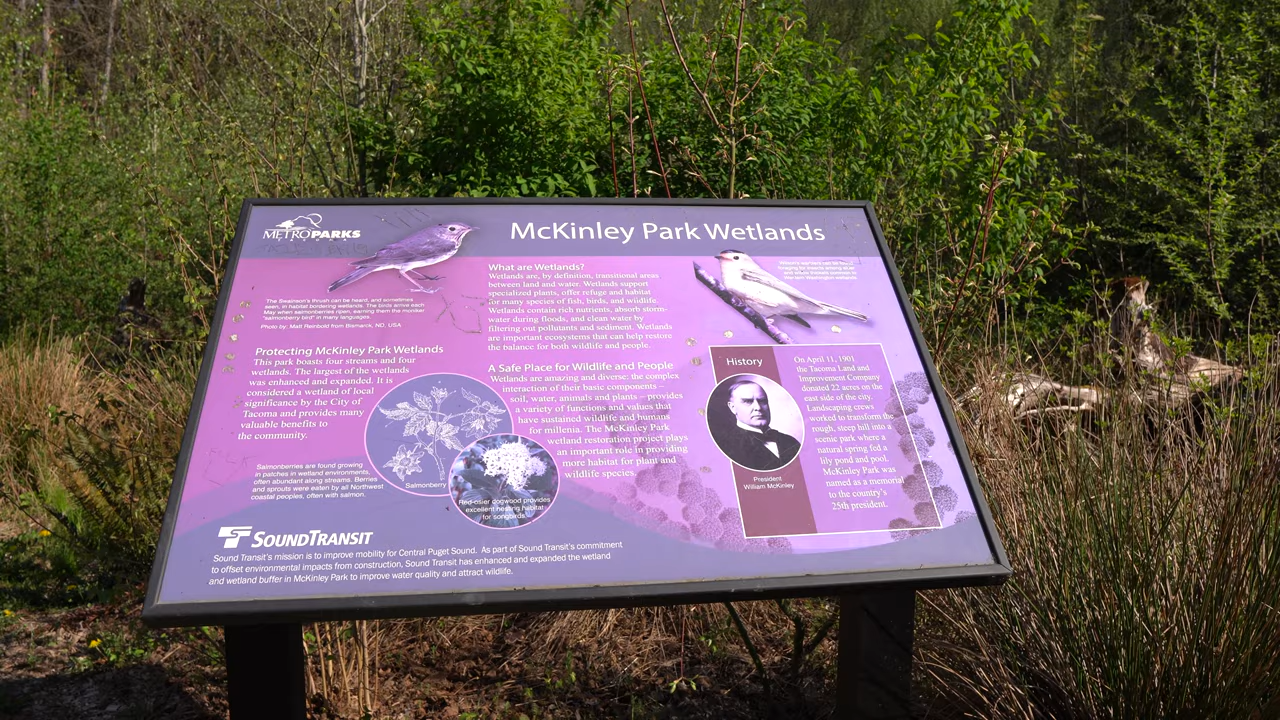 METROPARKS
McKinley Park Wetlands
The Swainson's thrush can be heard, and sometimes
seen, in habitat bordering wetlands. The birds arrive each
May when salmonberries ripen, earning them the moniker
"salmonberry bird" in many languages.
Photo by: Matt Reinbold from Bismarck, ND, USA
Protecting McKinley Park Wetlands
This park boasts four streams and four
wetlands. The largest of the wetlands
was enhanced and expanded. It is
considered a wetland of local
significance by the City of
Tacoma and provides many
valuable benefits to
the community.
Salmonberries are found growing
in patches in wetland environments,
often abundant along streams. Berries
and sprouts were eaten by all Northwest
coastal peoples, often with salmon.
Salmonberry
Red-osier dogwood provides
excellent nesting habitat
for songbirds.
What are Wetlands?
Wetlands are, by definition, transitional areas
between land and water. Wetlands support
specialized plants, offer refuge and habitat
for many species of fish, birds, and wildlife.
Wetlands contain rich nutrients, absorb storm-
water during floods, and clean water by
filtering out pollutants and sediment. Wetlands
are important ecosystems that can help restore
the balance for both wildlife and people.
A Safe Place for Wildlife and People
Wetlands are amazing and diverse: the complex
interaction of their basic components –
soil, water, animals and plants – provides
a variety of functions and values that
have sustained wildlife and humans
for millenia. The McKinley Park
wetland restoration project plays
an important role in providing
more habitat for plant and
wildlife species.
History
President
William McKinley
On April 11, 1901
the Tacoma Land and
Improvement Company
donated 22 acres on the
east side of the city.
Landscaping crews
worked to transform the
rough, steep hill into a
scenic park where a
natural spring fed a
lily pond and pool.
McKinley Park was
named as a memorial
to the country's
25th president.
SOUNDTRANSIT
Sound Transit's mission is to improve mobility for Central Puget Sound. As part of Sound Transit's commitment
to offset environmental impacts from construction, Sound Transit has enhanced and expanded the wetland
and wetland buffer in McKinley Park to improve water quality and attract wildlife.